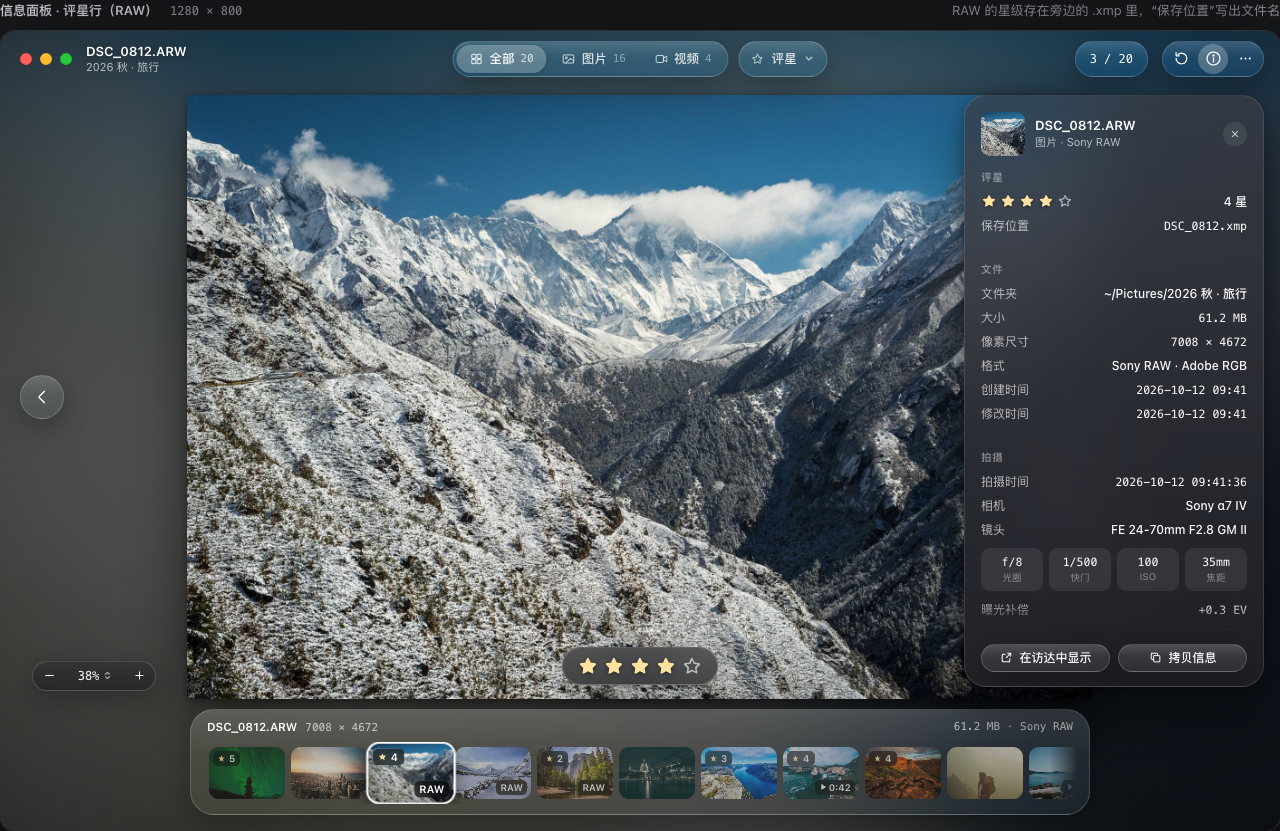 信息面板 · 评星行（RAW） 1280 × 800
RAW 的星级存在旁边的 .xmp 里，“保存位置”写出文件名
DSC_0812.ARW
2026 秋 · 旅行
全部 20
图片 16
视频 4
评星
3 / 20
DSC_0812.ARW
图片 · Sony RAW
评星
4 星
保存位置 DSC_0812.xmp
文件
文件夹 ~/Pictures/2026 秋 · 旅行
大小 61.2 MB
像素尺寸 7008 × 4672
格式 Sony RAW · Adobe RGB
创建时间 2026-10-12 09:41
修改时间 2026-10-12 09:41
拍摄
拍摄时间 2026-10-12 09:41:36
相机 Sony α7 IV
镜头 FE 24-70mm F2.8 GM II
f/8 1/500 100 35mm
光圈 快门 ISO 焦距
曝光补偿 +0.3 EV
在访达中显示
拷贝信息
38%
DSC_0812.ARW 7008 × 4672
61.2 MB · Sony RAW
5
4
RAW
RAW
2
RAW
3
4
0:42
4